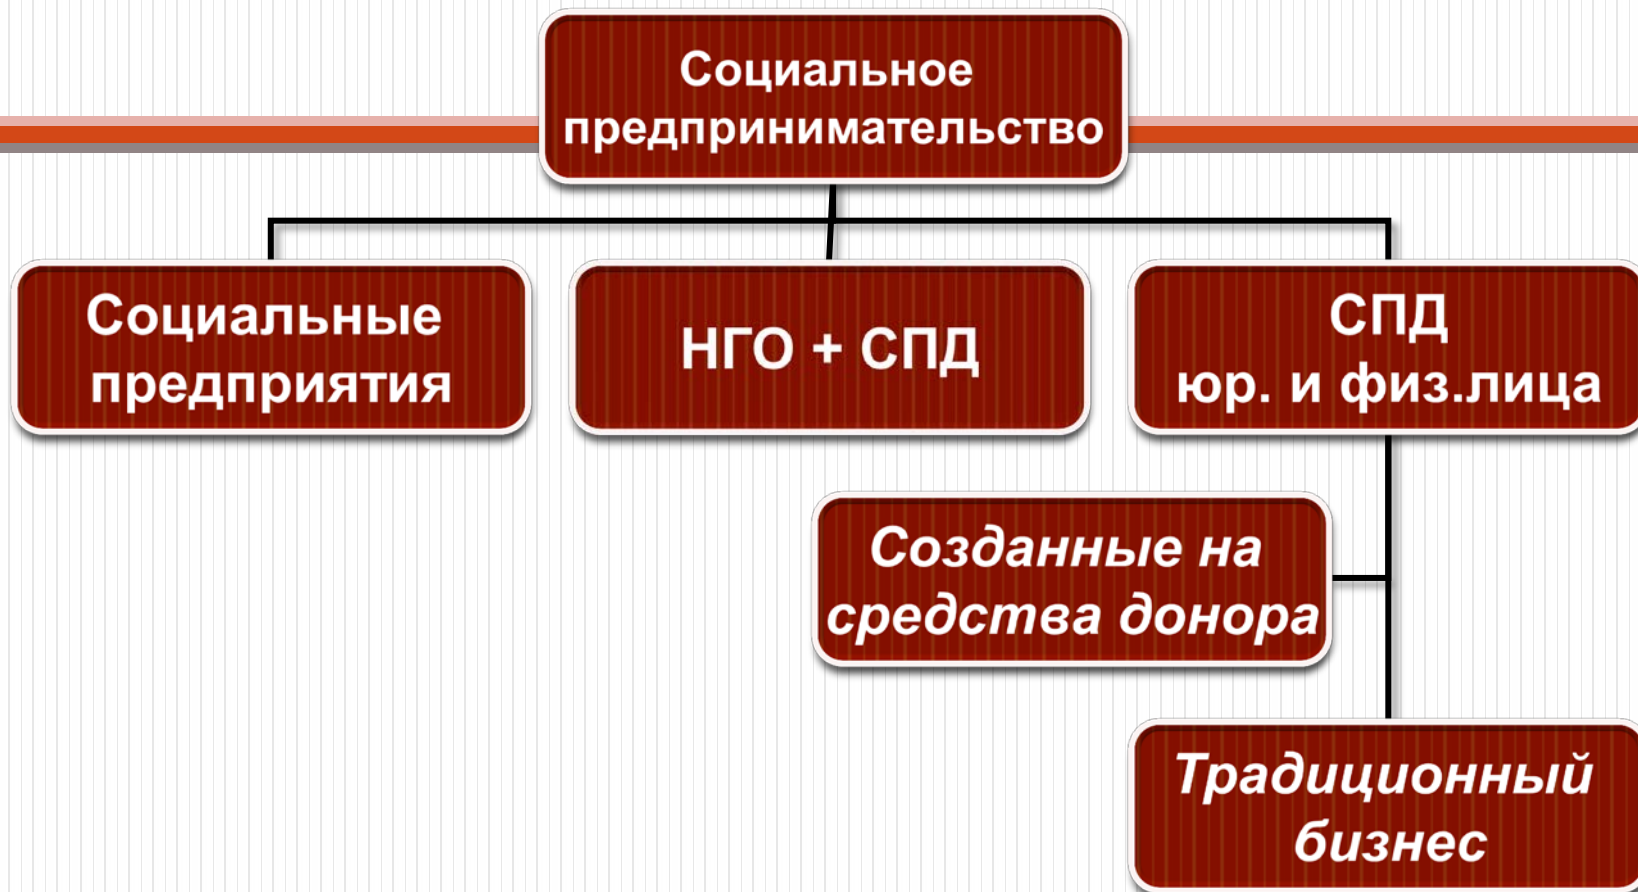 Социальное
предпринимательство
Социальные
предприятия
НГО + СПД
СПД
юр. и физ.лица
Созданные на
средства донора
Традиционный
бизнес